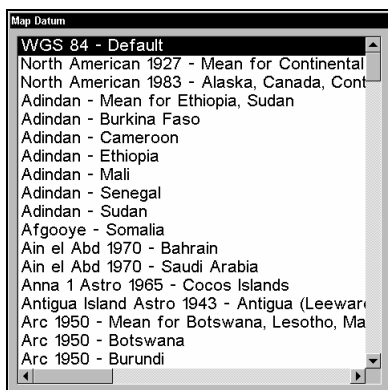 Map Datum
WGS 84 - Default
North American 1927 - Mean for Continental
North American 1983 - Alaska, Canada, Cont
Adindan - Mean for Ethiopia, Sudan
Adindan - Burkina Faso
Adindan - Cameroon
Adindan - Ethiopia
Adindan - Mali
Adindan - Senegal
Adindan - Sudan
Afgooye - Somalia
Ain el Abd 1970 - Bahrain
Ain el Abd 1970 - Saudi Arabia
Anna 1 Astro 1965 - Cocos Islands
Antigua Island Astro 1943 - Antigua (Leeward
Arc 1950 - Mean for Botswana, Lesotho, Ma
Arc 1950 - Botswana
Arc 1950 - Burundi